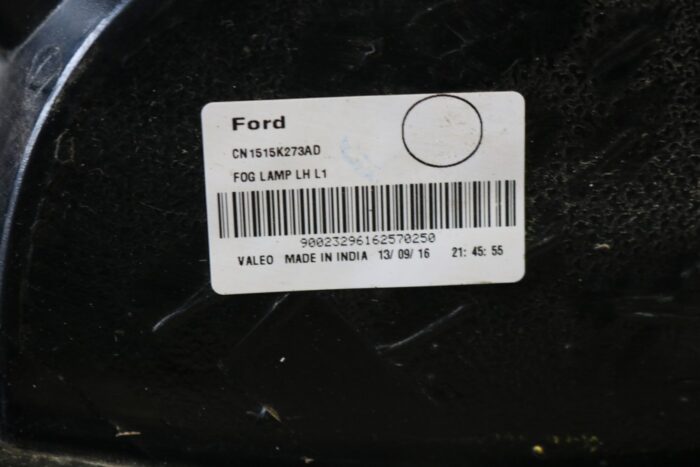 Ford
CN1515K273AD
FOG LAMP LH L1
90023296162570250
VALEO MADE IN INDIA 13/ 09/ 16 21: 45: 55